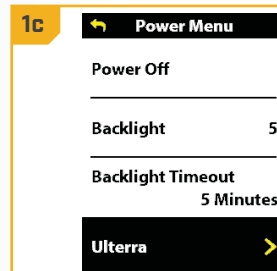 1c
Power Menu
Power Off
Backlight 5
Backlight Timeout
5 Minutes
Ulterra